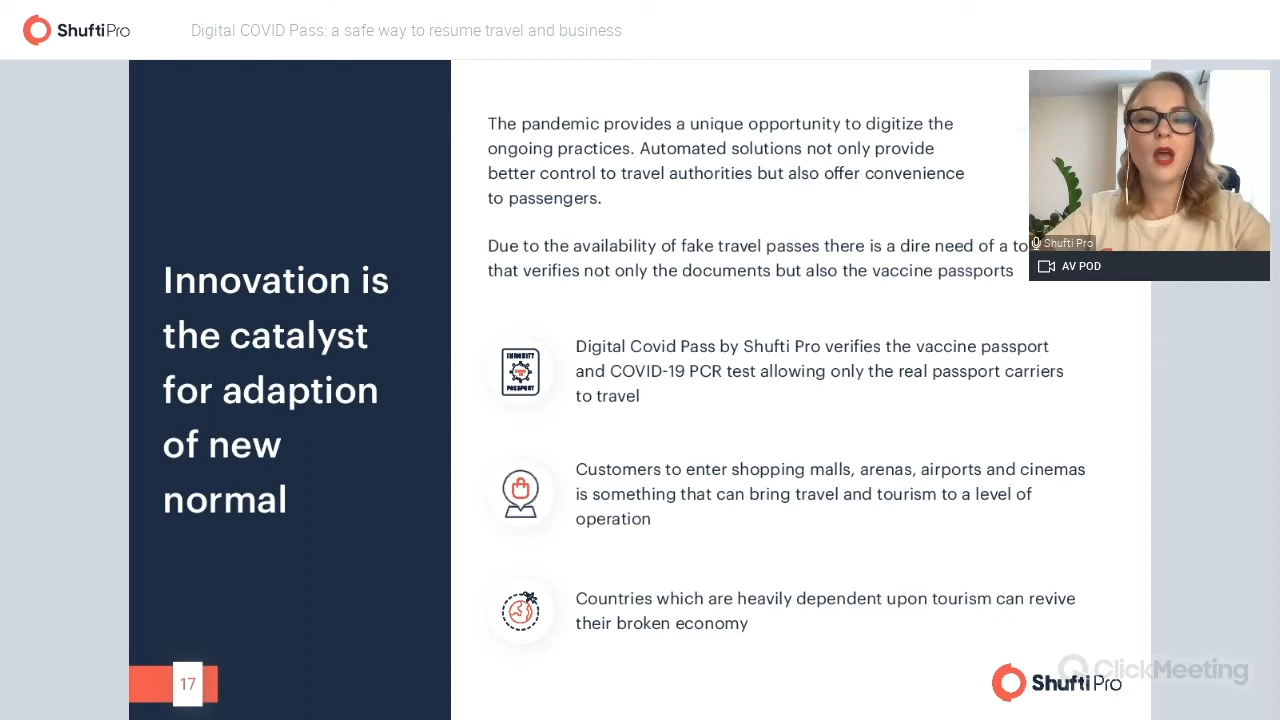 ShuftiPro
Digital COVID Pass: a safe way to resume travel and business
Innovation is
the catalyst
for adaption
of new
normal
17
The pandemic provides a unique opportunity to digitize the
ongoing practices. Automated solutions not only provide
better control to travel authorities but also offer convenience
to passengers.
Due to the availability of fake travel passes there is a dire need of a to
that verifies not only the documents but also the vaccine passports
IMMUNITY
PASSPORT
Digital Covid Pass by Shufti Pro verifies the vaccine passport
and COVID-19 PCR test allowing only the real passport carriers
to travel
Customers to enter shopping malls, arenas, airports and cinemas
is something that can bring travel and tourism to a level of
operation
Countries which are heavily dependent upon tourism can revive
their broken economy
Shufti Pro
AV POD
ClickMeeting
ShuftiPro